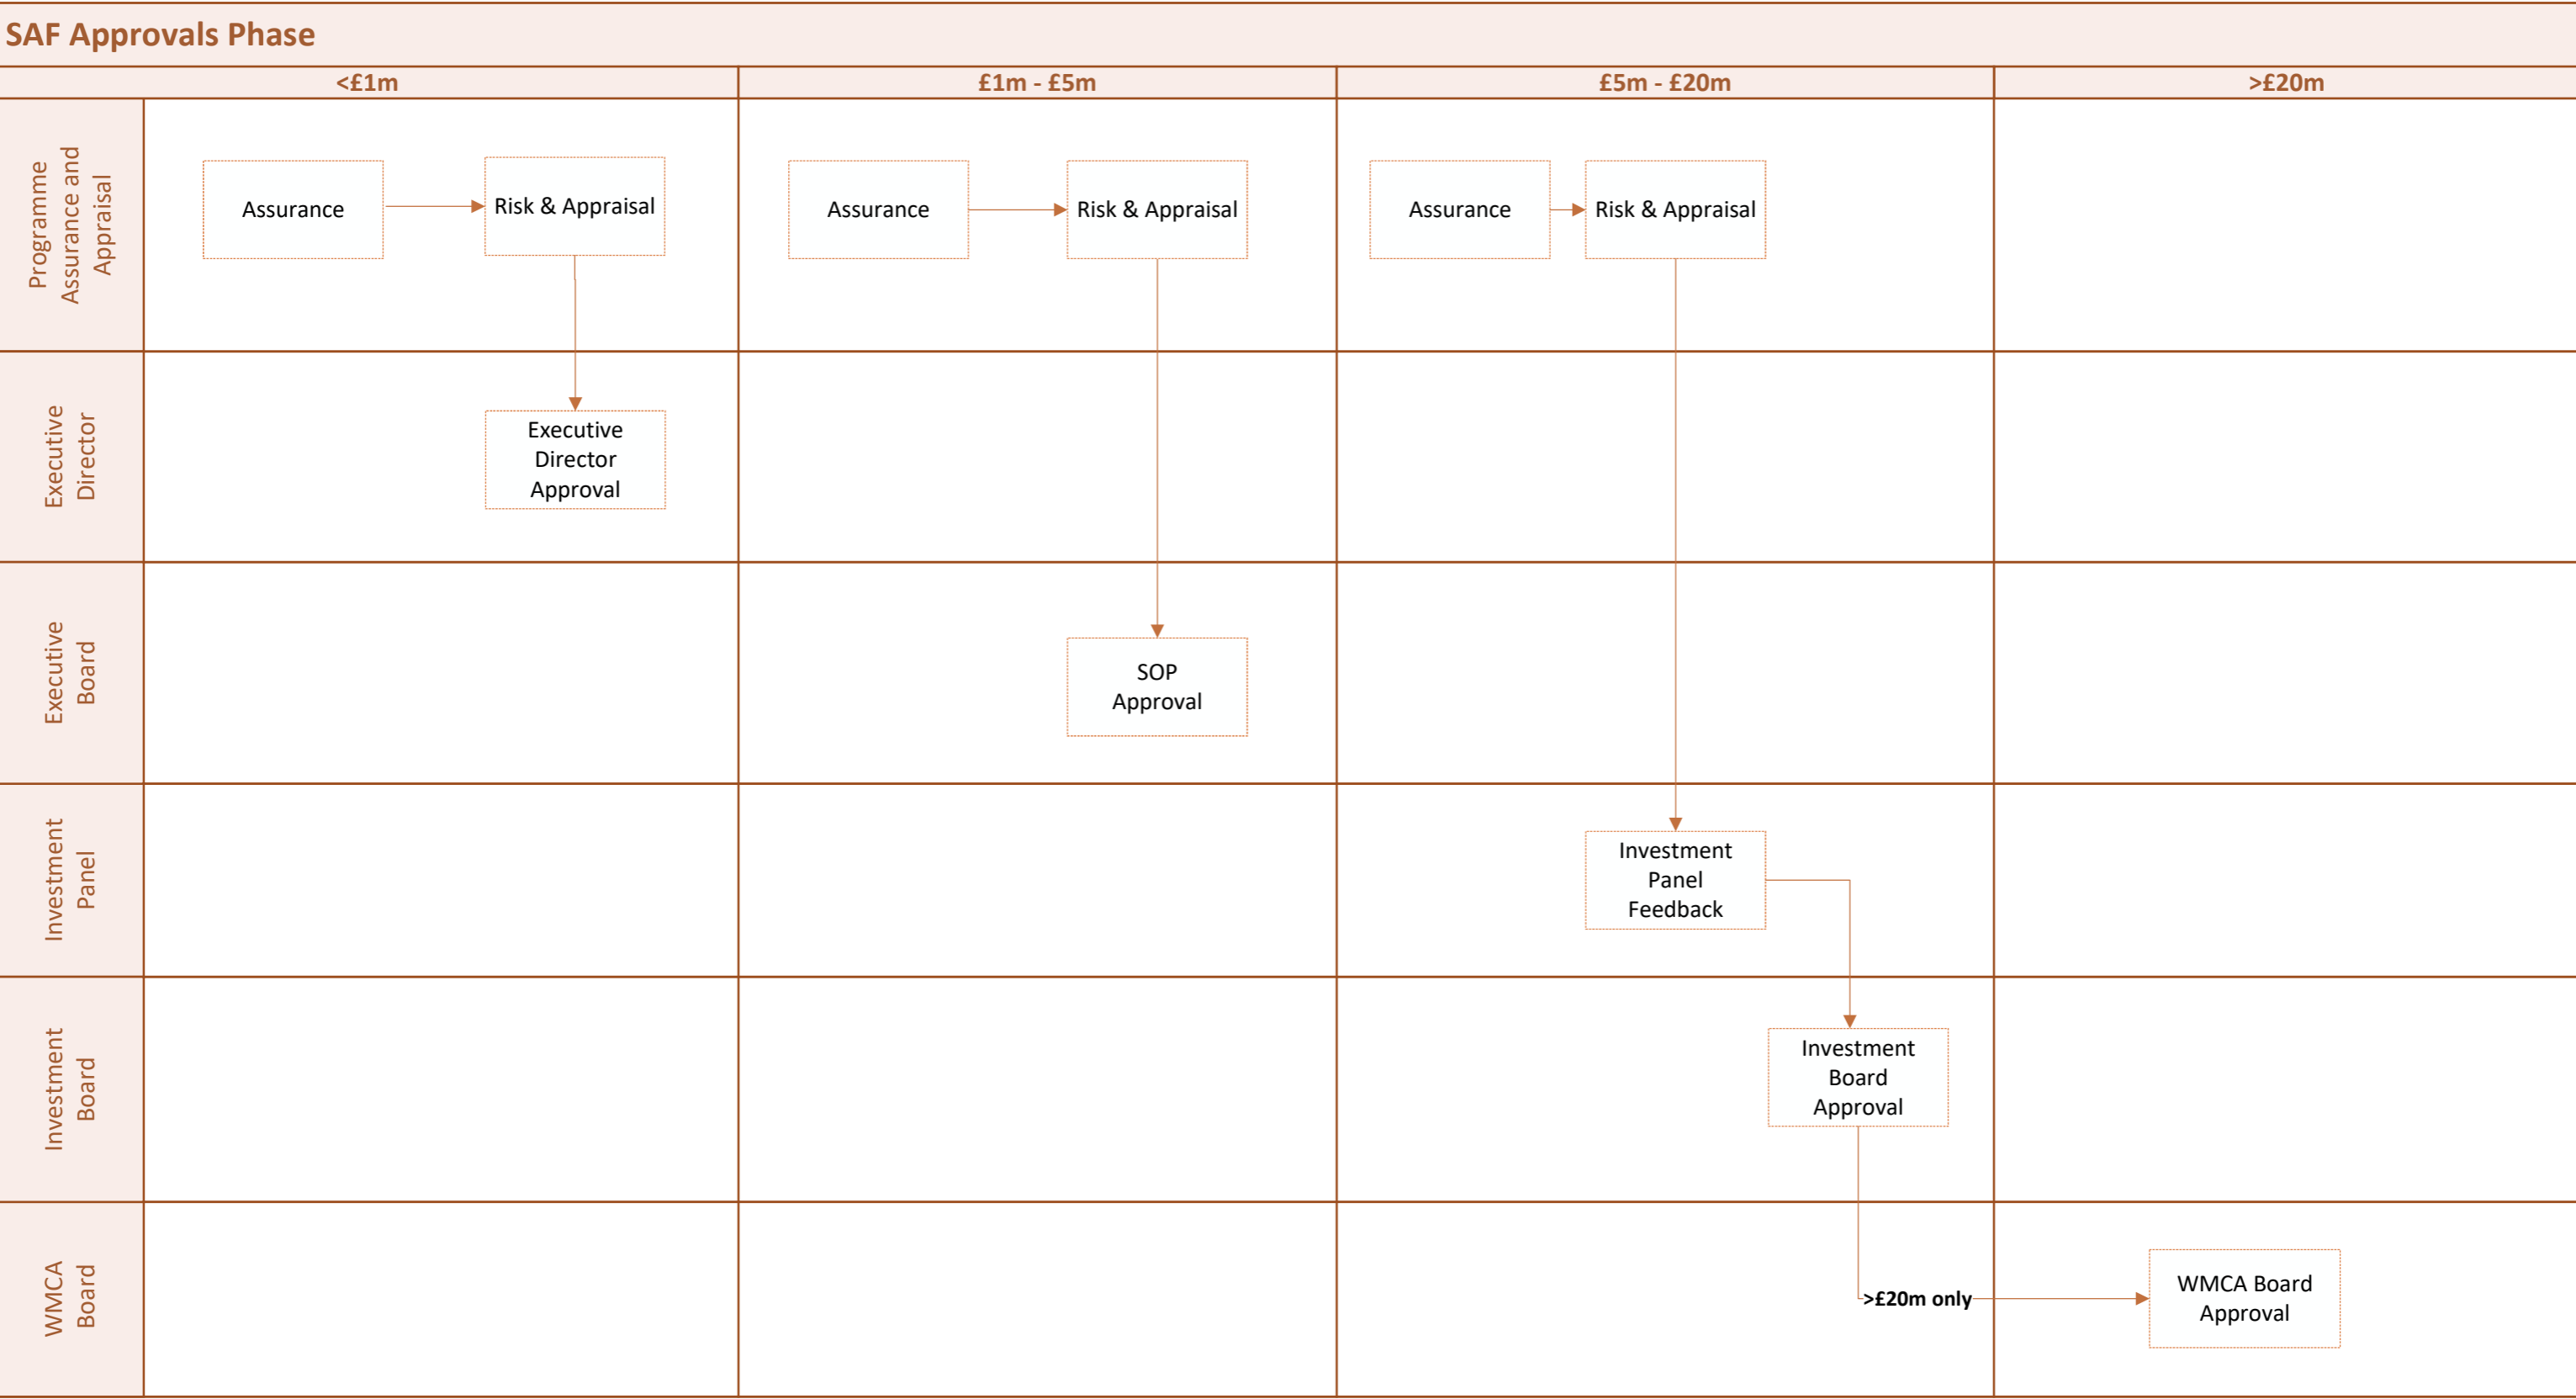 SAF Approvals Phase
<£1m
£1m - £5m
£5m - £20m
>£20m
Programme
Assurance and
Appraisal
Assurance
Risk & Appraisal
Assurance
Risk & Appraisal
Assurance
Risk & Appraisal
Executive
Director
Executive
Director
Approval
Executive
Board
SOP
Approval
Investment
Panel
Investment
Panel
Feedback
Investment
Board
Investment
Board
Approval
WMCA
Board
>£20m only
WMCA Board
Approval